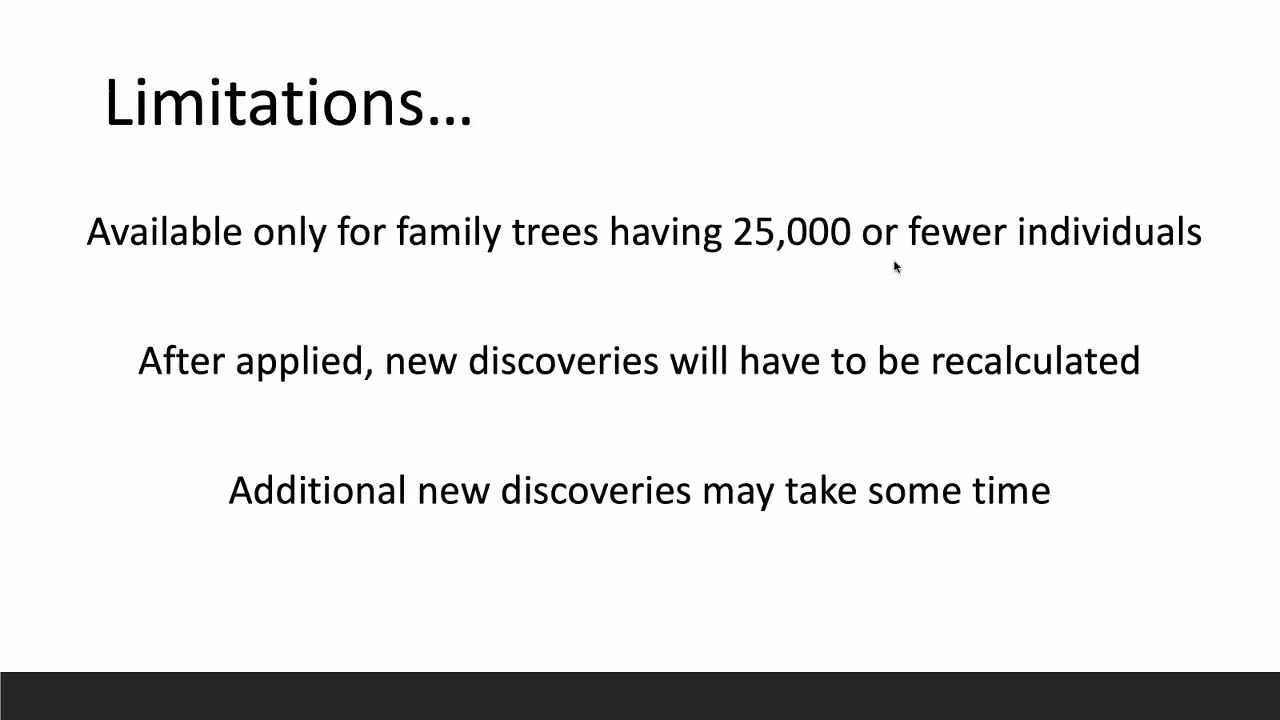 Limitations...
Available only for family trees having 25,000 or fewer individuals
After applied, new discoveries will have to be recalculated
Additional new discoveries may take some time